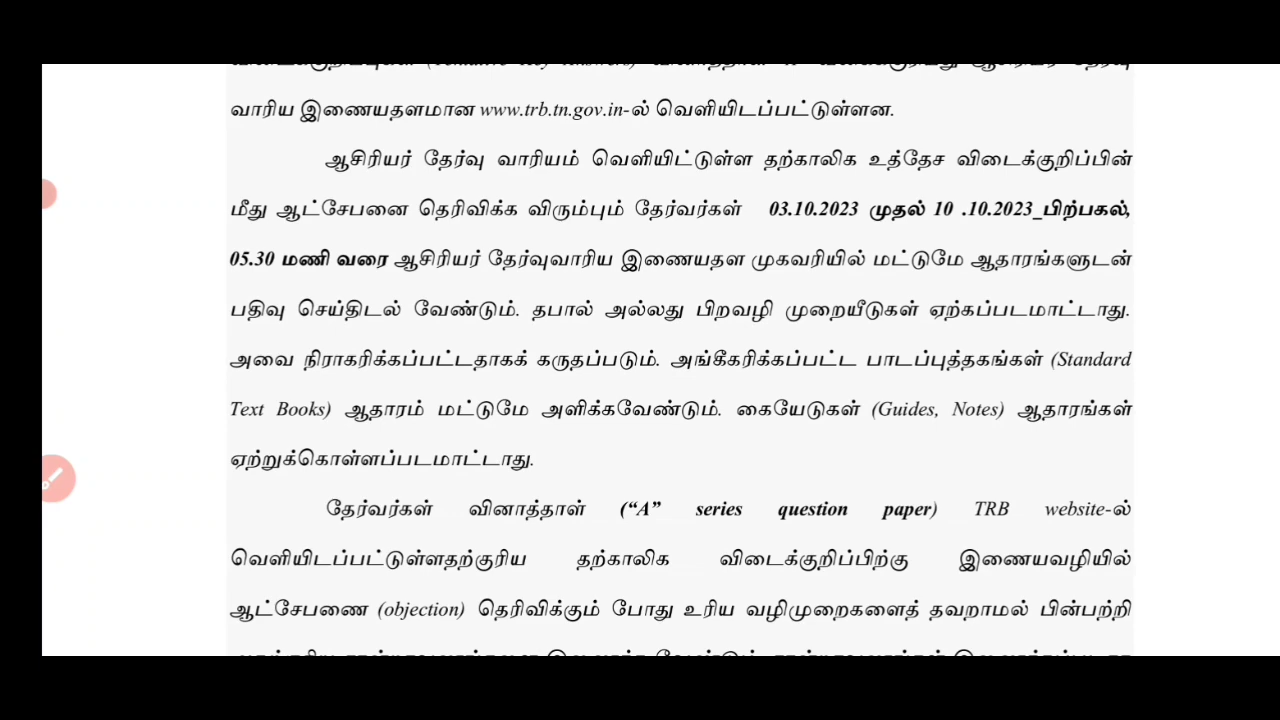 வாரிய இணையதளமான www.trb.tn.gov.in-ல் வெளியிடப்பட்டுள்ளன.
ஆசிரியர் தேர்வு வாரியம் வெளியிட்டுள்ள தற்காலிக உத்தேச விடைக்குறிப்பின்
மீது ஆட்சேபனை தெரிவிக்க விரும்பும் தேர்வர்கள் 03.10.2023 முதல் 10 .10.2023_பிற்பகல்,
05.30 மணி வரை ஆசிரியர் தேர்வுவாரிய இணையதள முகவரியில் மட்டுமே ஆதாரங்களுடன்
பதிவு செய்திடல் வேண்டும். தபால் அல்லது பிறவழி முறையீடுகள் ஏற்கப்படமாட்டாது.
அவை நிராகரிக்கப்பட்டதாகக் கருதப்படும். அங்கீகரிக்கப்பட்ட பாடப்புத்தகங்கள் (Standard
Text Books) ஆதாரம் மட்டுமே அளிக்கவேண்டும். கையேடுகள் (Guides, Notes) ஆதாரங்கள்
ஏற்றுக்கொள்ளப்படமாட்டாது.
தேர்வர்கள் வினாத்தாள் (“A” series question paper) TRB website-ல்
வெளியிடப்பட்டுள்ளதற்குரிய தற்காலிக விடைக்குறிப்பிற்கு இணையவழியில்
ஆட்சேபணை (objection) தெரிவிக்கும் போது உரிய வழிமுறைகளைத் தவறாமல் பின்பற்றி